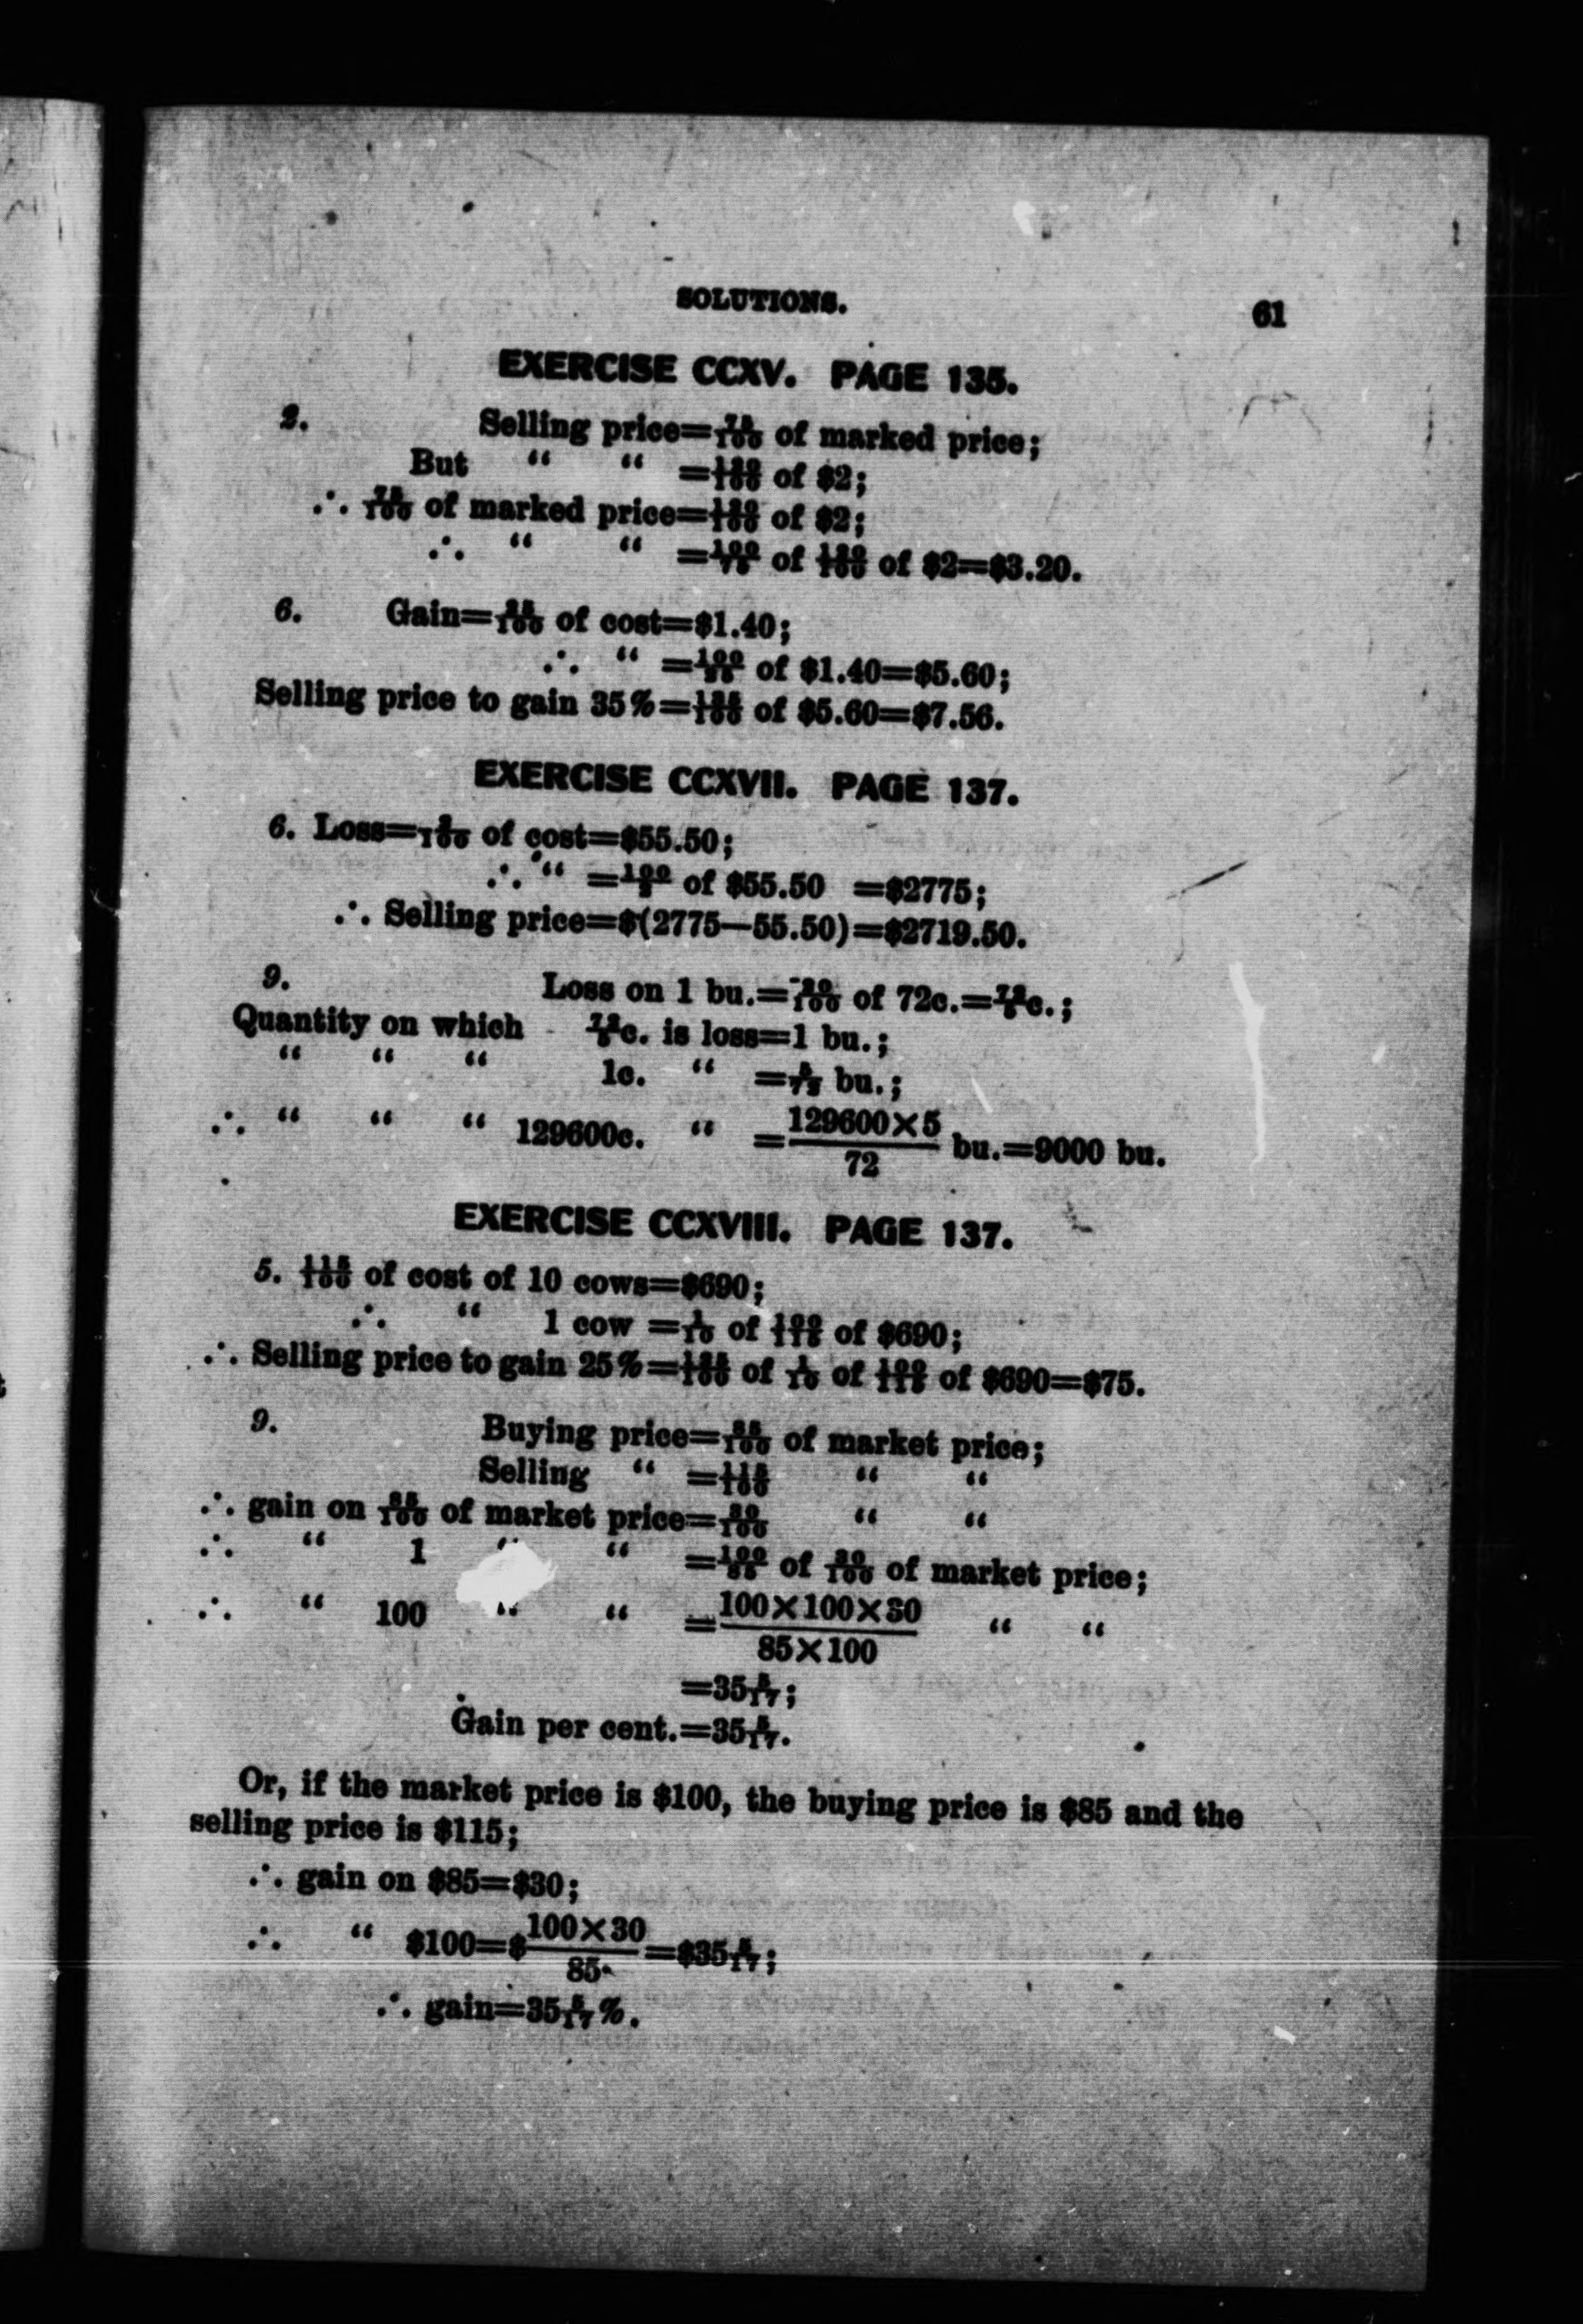 SOLUTIONS. 61
EXERCISE CCXV. PAGE 135.
2. Selling price=75/100 of marked price;
But “ “ =120/100 of $2;
∴ 75/100 of marked price=120/100 of $2;
∴ “ “ =100/75 of 120/100 of $2=$3.20.
6. Gain=25/100 of cost=$1.40;
∴ “ =100/25 of $1.40=$5.60;
Selling price to gain 35%=135/100 of $5.60=$7.56.
EXERCISE CCXVII. PAGE 137.
6. Loss=2/100 of cost=$55.50;
∴ “ =100/2 of $55.50 =$2775;
∴ Selling price=$(2775—55.50)=$2719.50.
9. Loss on 1 bu.=20/100 of 72c.=72/5c.;
Quantity on which 72/5c. is loss=1 bu.;
“ “ “ 1c. “ =5/72 bu.;
∴ “ “ “ 129600c. “ =129600×5/72 bu.=9000 bu.
EXERCISE CCXVIII. PAGE 137.
5. 115/100 of cost of 10 cows=$690;
∴ “ 1 cow =1/10 of 100/115 of $690;
∴ Selling price to gain 25%=125/100 of 1/10 of 100/115 of $690=$75.
9. Buying price=85/100 of market price;
Selling “ =115/100 “ “
∴ gain on 85/100 of market price=30/100 “ “
∴ “ 1 “ “ =100/85 of 30/100 of market price;
∴ “ 100 “ “ =100×100×30/85×100 “ “
=35 5/17;
Gain per cent.=35 5/17.
Or, if the market price is $100, the buying price is $85 and the
selling price is $115;
∴ gain on $85=$30;
∴ “ $100=$100×30/85=$35 5/17;
∴ gain=35 5/17%.